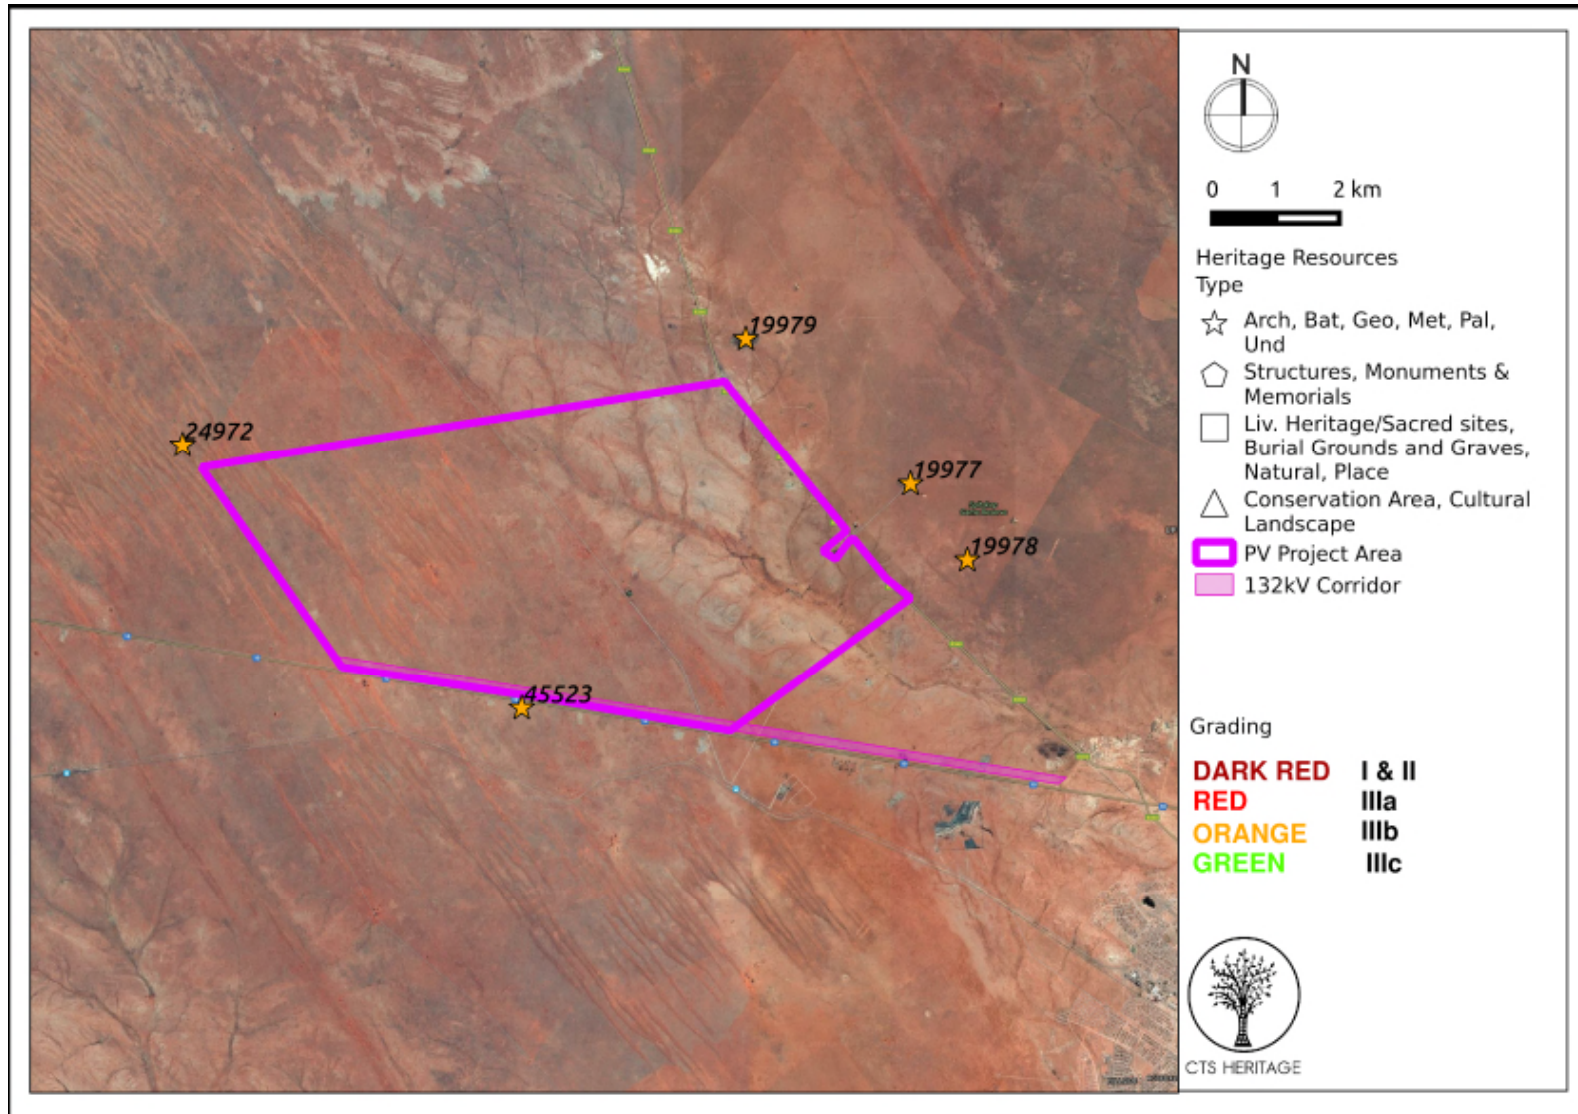 19979
24972
19977
19978
45523
N
0 1 2 km
Heritage Resources
Type
Arch, Bat, Geo, Met, Pal,
Und
Structures, Monuments &
Memorials
Liv. Heritage/Sacred sites,
Burial Grounds and Graves,
Natural, Place
Conservation Area, Cultural
Landscape
PV Project Area
132kV Corridor
Grading
DARK RED I & II
RED IIIa
ORANGE IIIb
GREEN IIIc
CTS HERITAGE